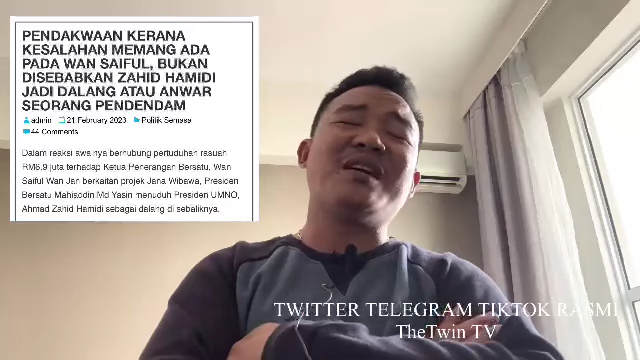 PENDAKWAAN KERANA
KESALAHAN MEMANG ADA
PADA WAN SAIFUL, BUKAN
DISEBABKAN ZAHID HAMIDI
JADI DALANG ATAU ANWAR
SEORANG PENDENDAM
admin 21 February 2023 Politik Semasa
44 Comments
Dalam reaksi awalnya berhubung pertuduhan rasuah
RM6.9 juta terhadap Ketua Penerangan Bersatu, Wan
Saiful Wan Jan berkaitan projek Jana Wibawa, Presiden
Bersatu Mahiaddin Md Yasin menuduh Presiden UMNO,
Ahmad Zahid Hamidi sebagai dalang di sebaliknya.
TWITTER TELEGRAM TIKTOK RASMI
TheTwin TV